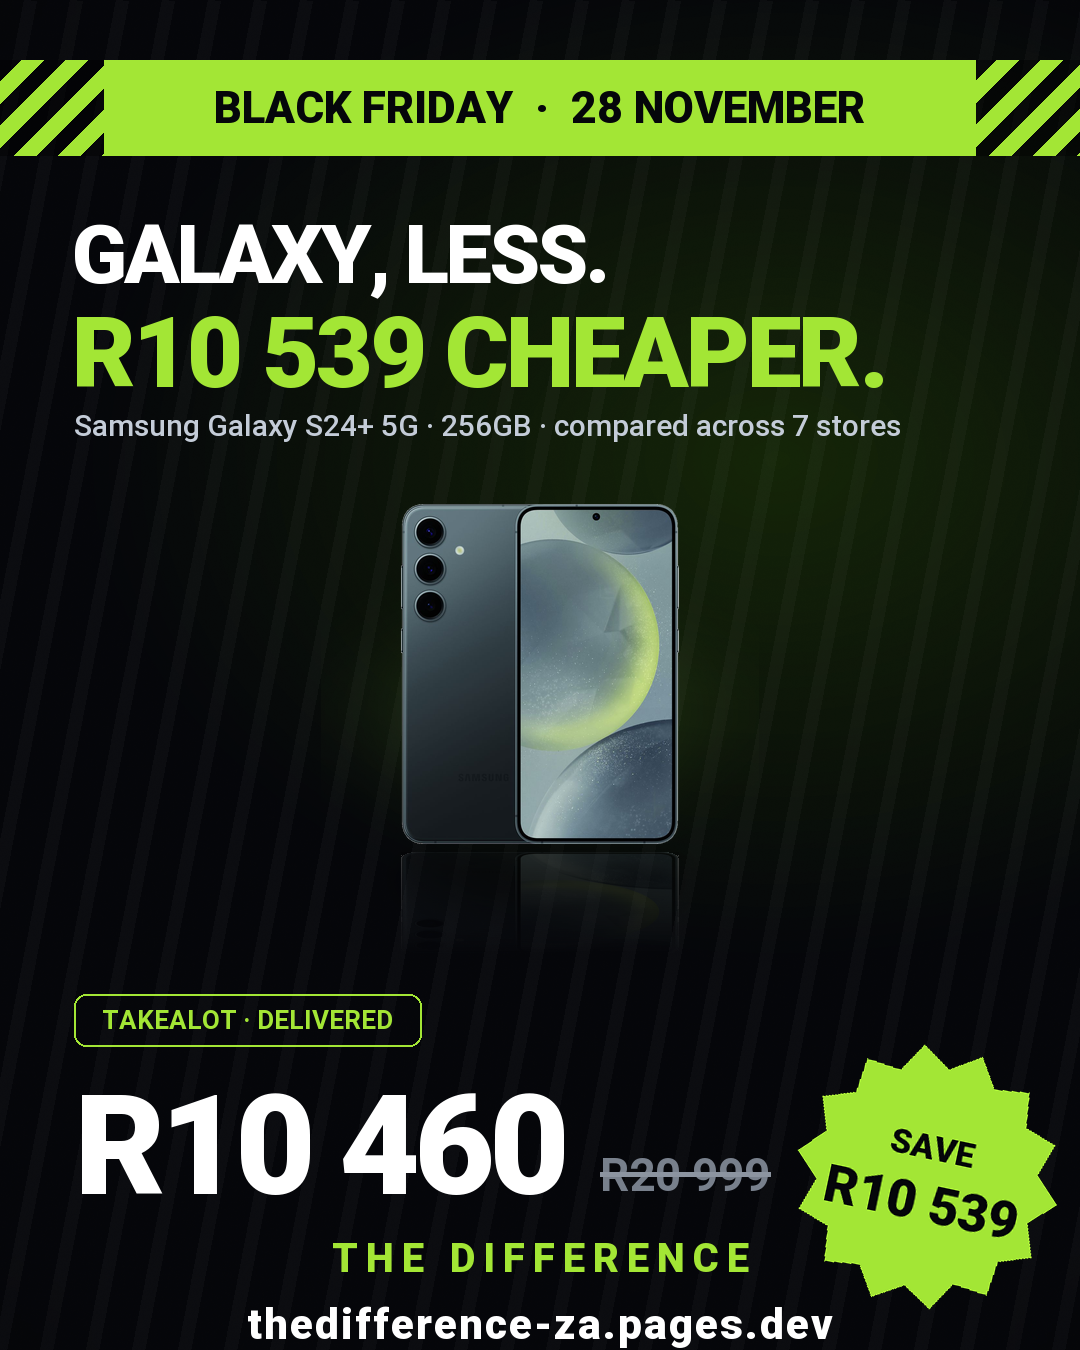 BLACK FRIDAY · 28 NOVEMBER
GALAXY, LESS.
R10 539 CHEAPER.
Samsung Galaxy S24+ 5G · 256GB · compared across 7 stores
SAMSUNG
TAKEALOT · DELIVERED
R10 460 R20 999
SAVE
R10 539
THE DIFFERENCE
thedifference-za.pages.dev